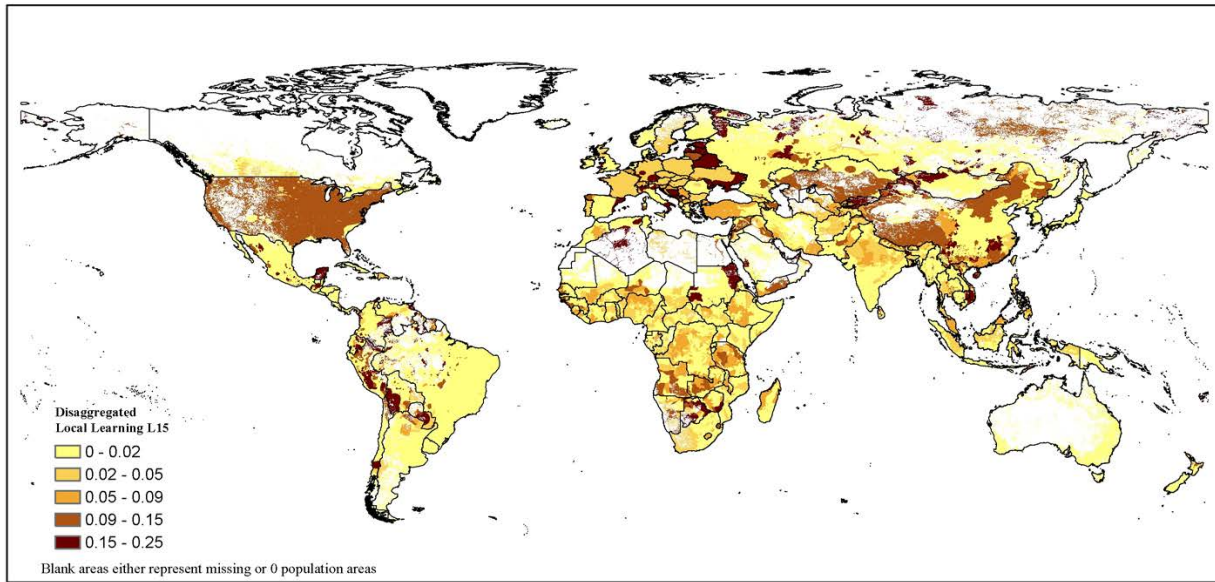 Disaggregated
Local Learning L15
0 - 0.02
0.02 - 0.05
0.05 - 0.09
0.09 - 0.15
0.15 - 0.25
Blank areas either represent missing or 0 population areas